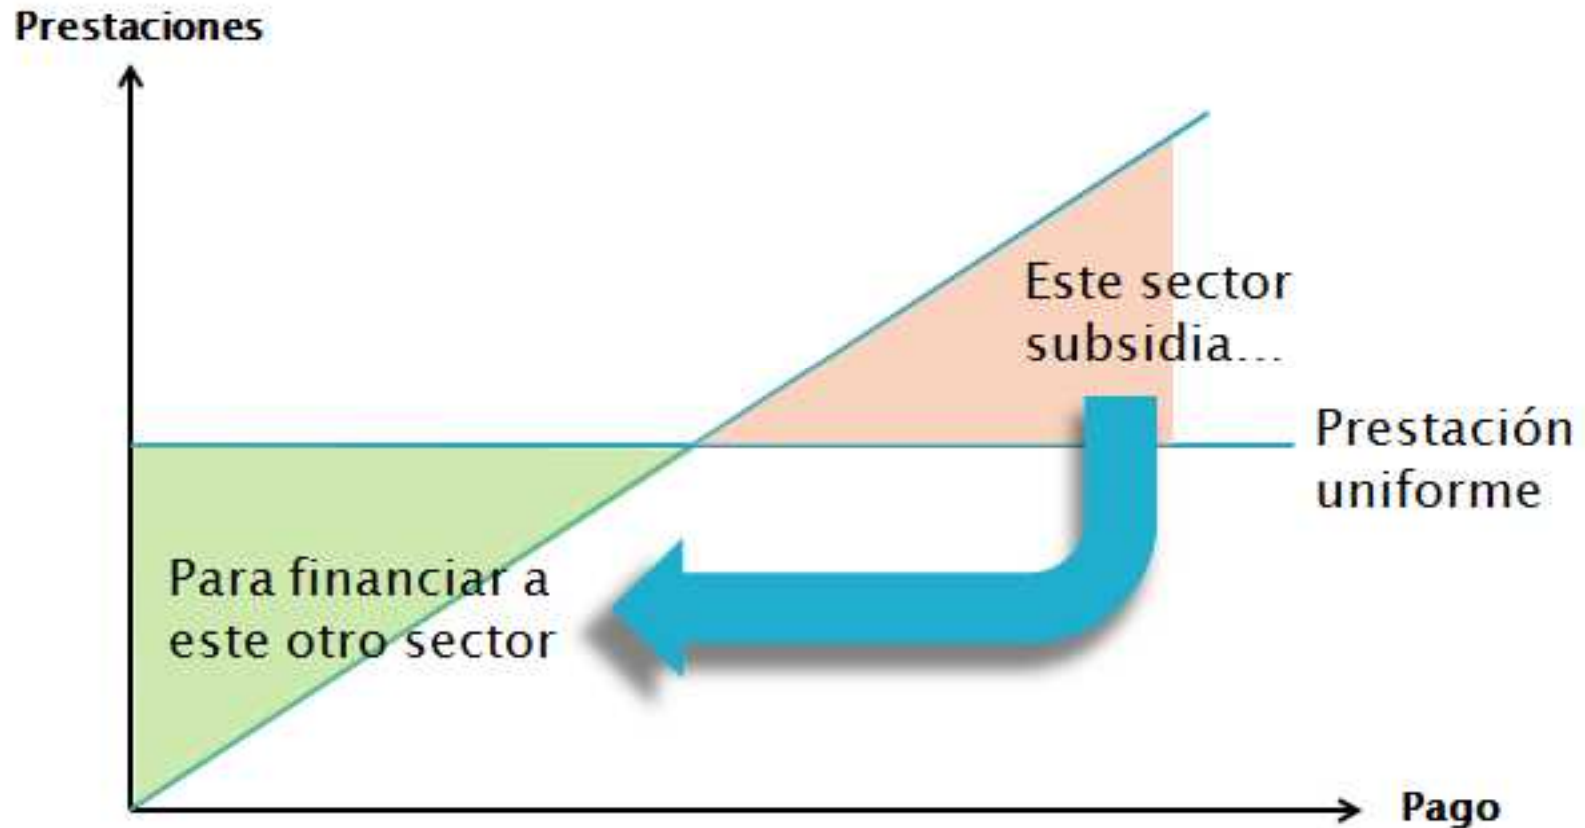 Prestaciones
Este sector
subsidia...
Prestación
uniforme
Para financiar a
este otro sector
Pago